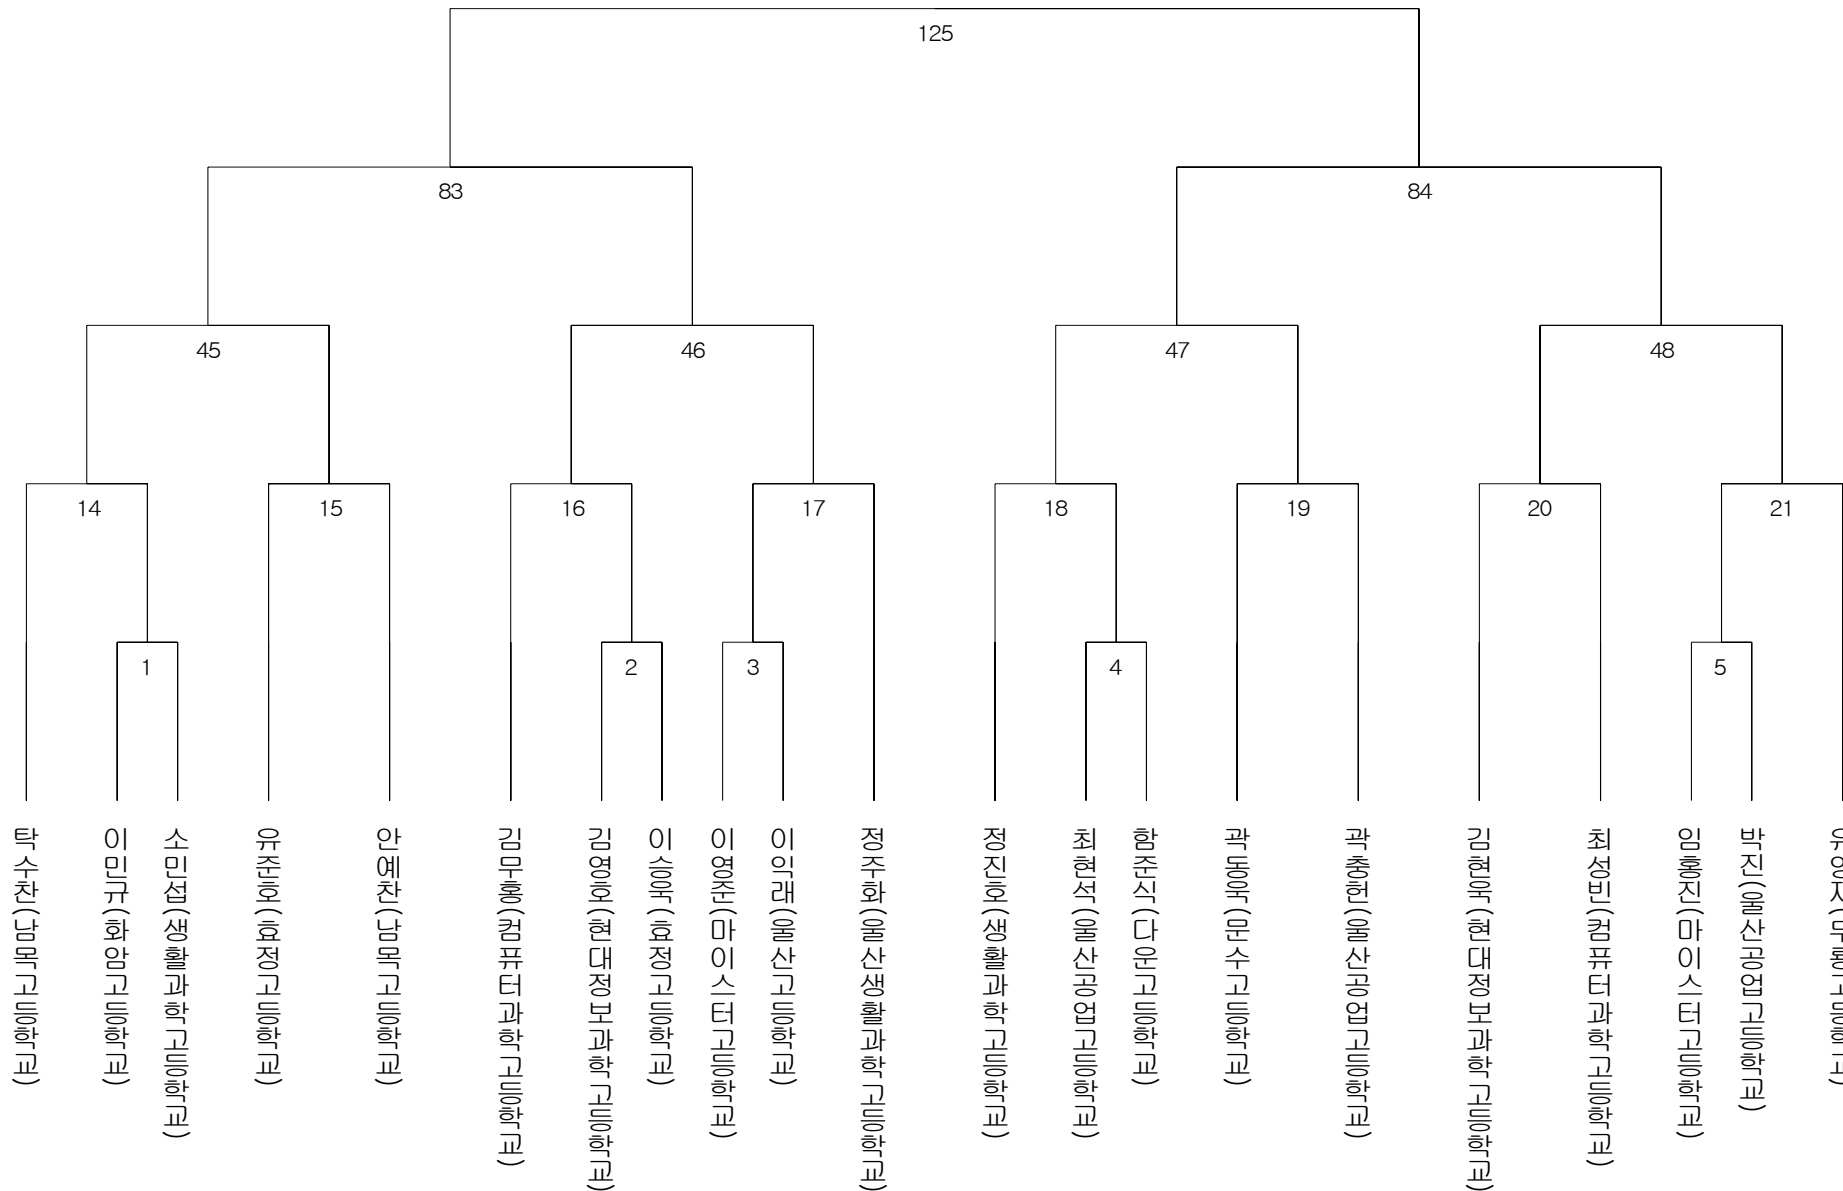 125
83
84
45
46
47
48
14
15
16
17
18
19
20
21
1
2
3
4
5
탁수찬(남목고등학교)
이민규(화암고등학교)
소민섭(생활과학고등학교)
유준호(효정고등학교)
안예찬(남목고등학교)
김무홍(컴퓨터과학고등학교)
김영호(현대정보과학고등학교)
이승욱(효정고등학교)
이영준(마이스터고등학교)
이익래(울산고등학교)
정주화(울산생활과학고등학교)
정진호(생활과학고등학교)
최현석(울산공업고등학교)
함준식(다운고등학교)
곽동욱(문수고등학교)
곽충헌(울산공업고등학교)
김현욱(현대정보과학고등학교)
최성빈(컴퓨터과학고등학교)
임홍진(마이스터고등학교)
박진(울산공업고등학교)